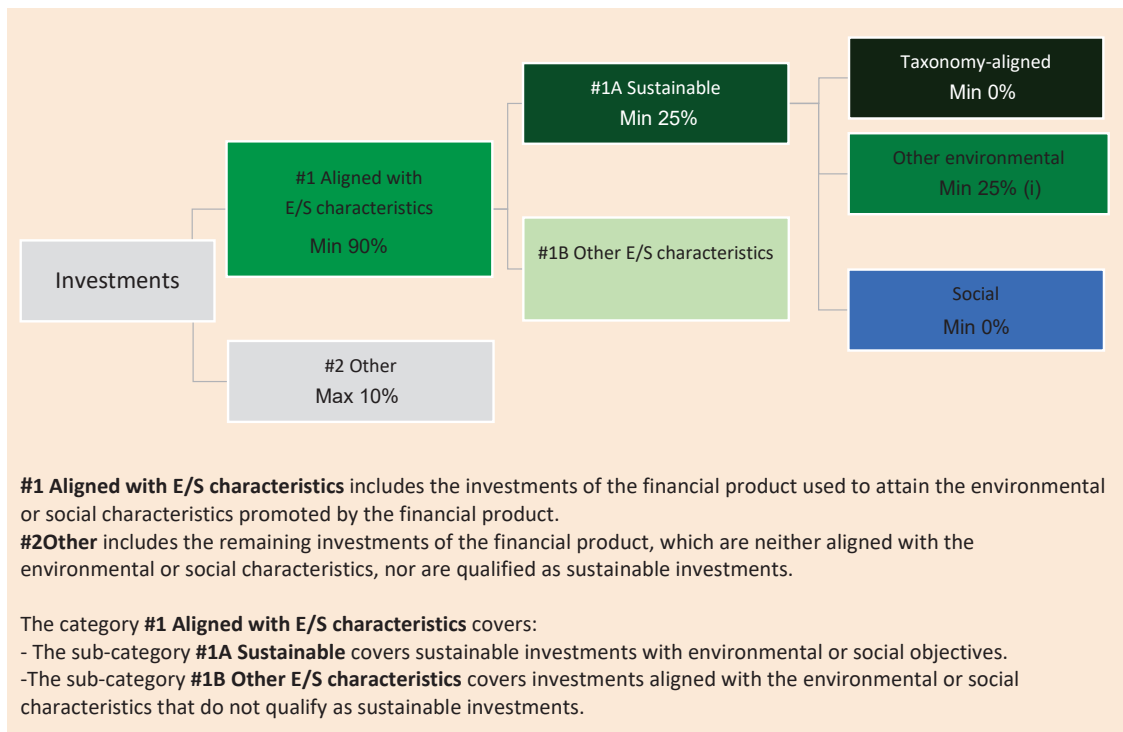 Investments
#1 Aligned with
E/S characteristics
Min 90%
#2 Other
Max 10%
#1A Sustainable
Min 25%
#1B Other E/S characteristics
Taxonomy-aligned
Min 0%
Other environmental
Min 25% (i)
Social
Min 0%
#1 Aligned with E/S characteristics includes the investments of the financial product used to attain the environmental
or social characteristics promoted by the financial product.
#2Other includes the remaining investments of the financial product, which are neither aligned with the
environmental or social characteristics, nor are qualified as sustainable investments.
The category #1 Aligned with E/S characteristics covers:
- The sub-category #1A Sustainable covers sustainable investments with environmental or social objectives.
-The sub-category #1B Other E/S characteristics covers investments aligned with the environmental or social
characteristics that do not qualify as sustainable investments.